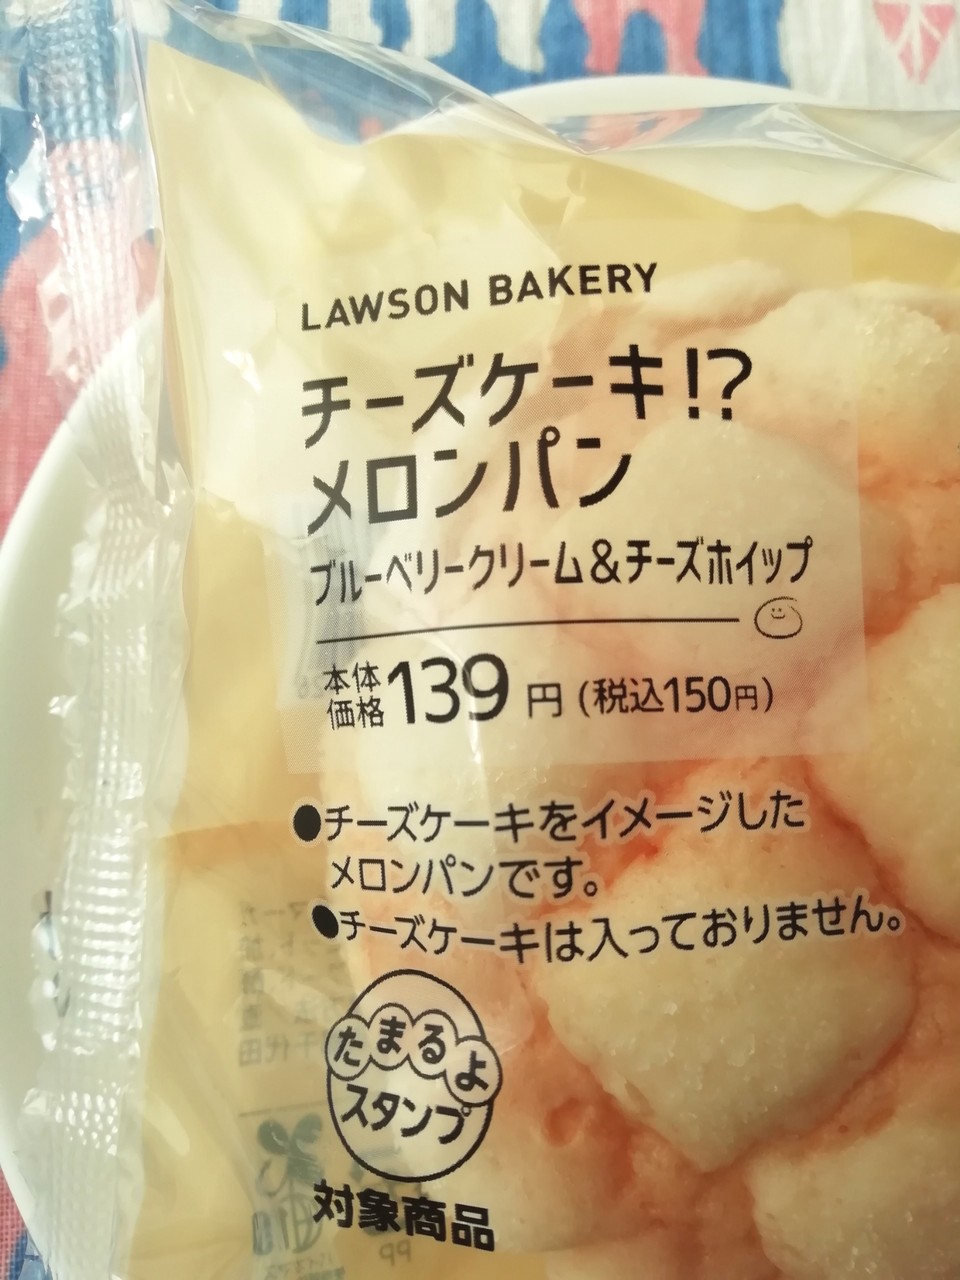 LAWSON BAKERY
チーズケーキ!?
メロンパン
ブルーベリークリーム&チーズホイップ
本体
価格139円(税込150円)
●チーズケーキをイメージした
メロンパンです。
●チーズケーキは入っておりません。
たまるよ
スタンプ
対象商品